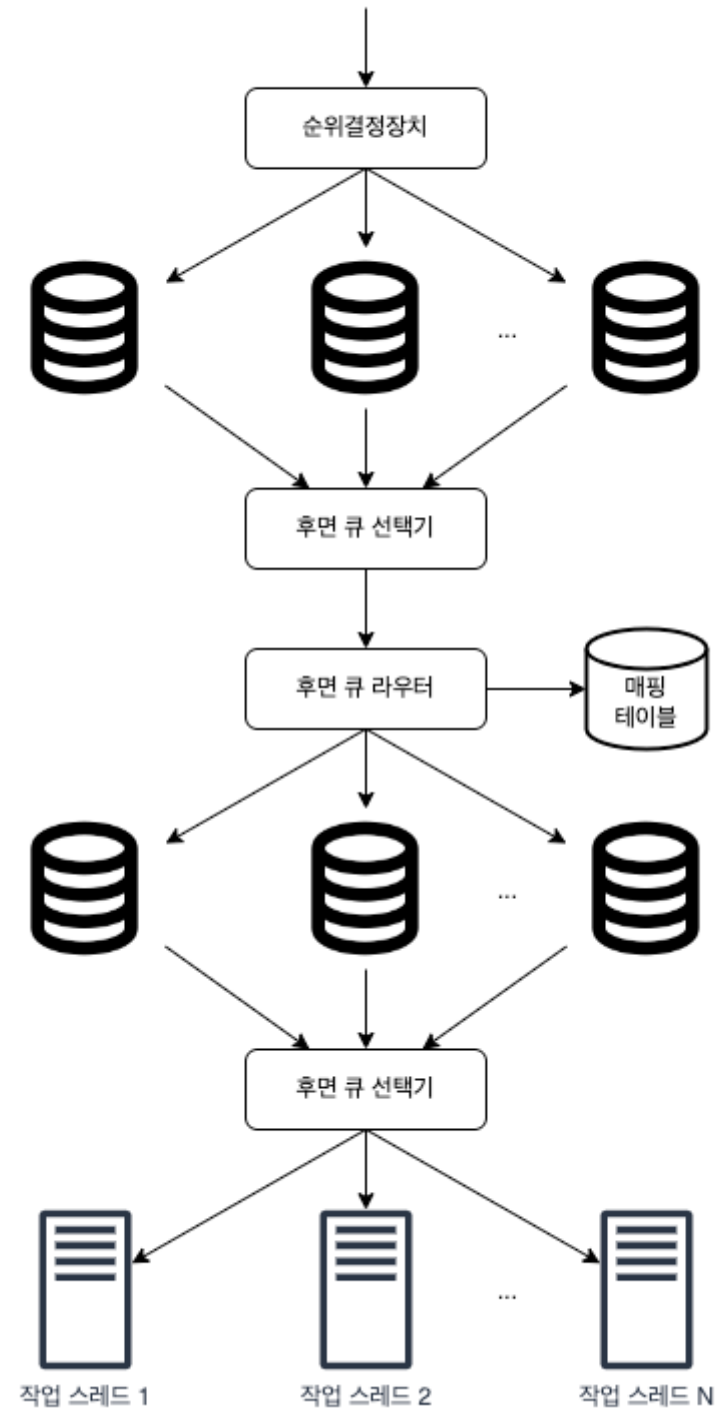 순위결정장치
...
후면 큐 선택기
후면 큐 라우터
매핑
테이블
...
후면 큐 선택기
...
작업 스레드 1
작업 스레드 2
작업 스레드 N